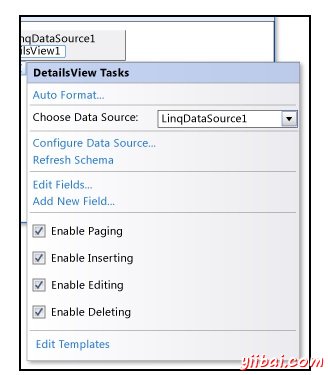 nqDataSource1
ilsView1
DetailsView Tasks
Auto Format...
Choose Data Source: LinqDataSource1
Configure Data Source...
Refresh Schema
Edit Fields...
Add New Field...
Enable Paging
Enable Inserting
Enable Editing
Enable Deleting
Edit Templates
yiibai.com